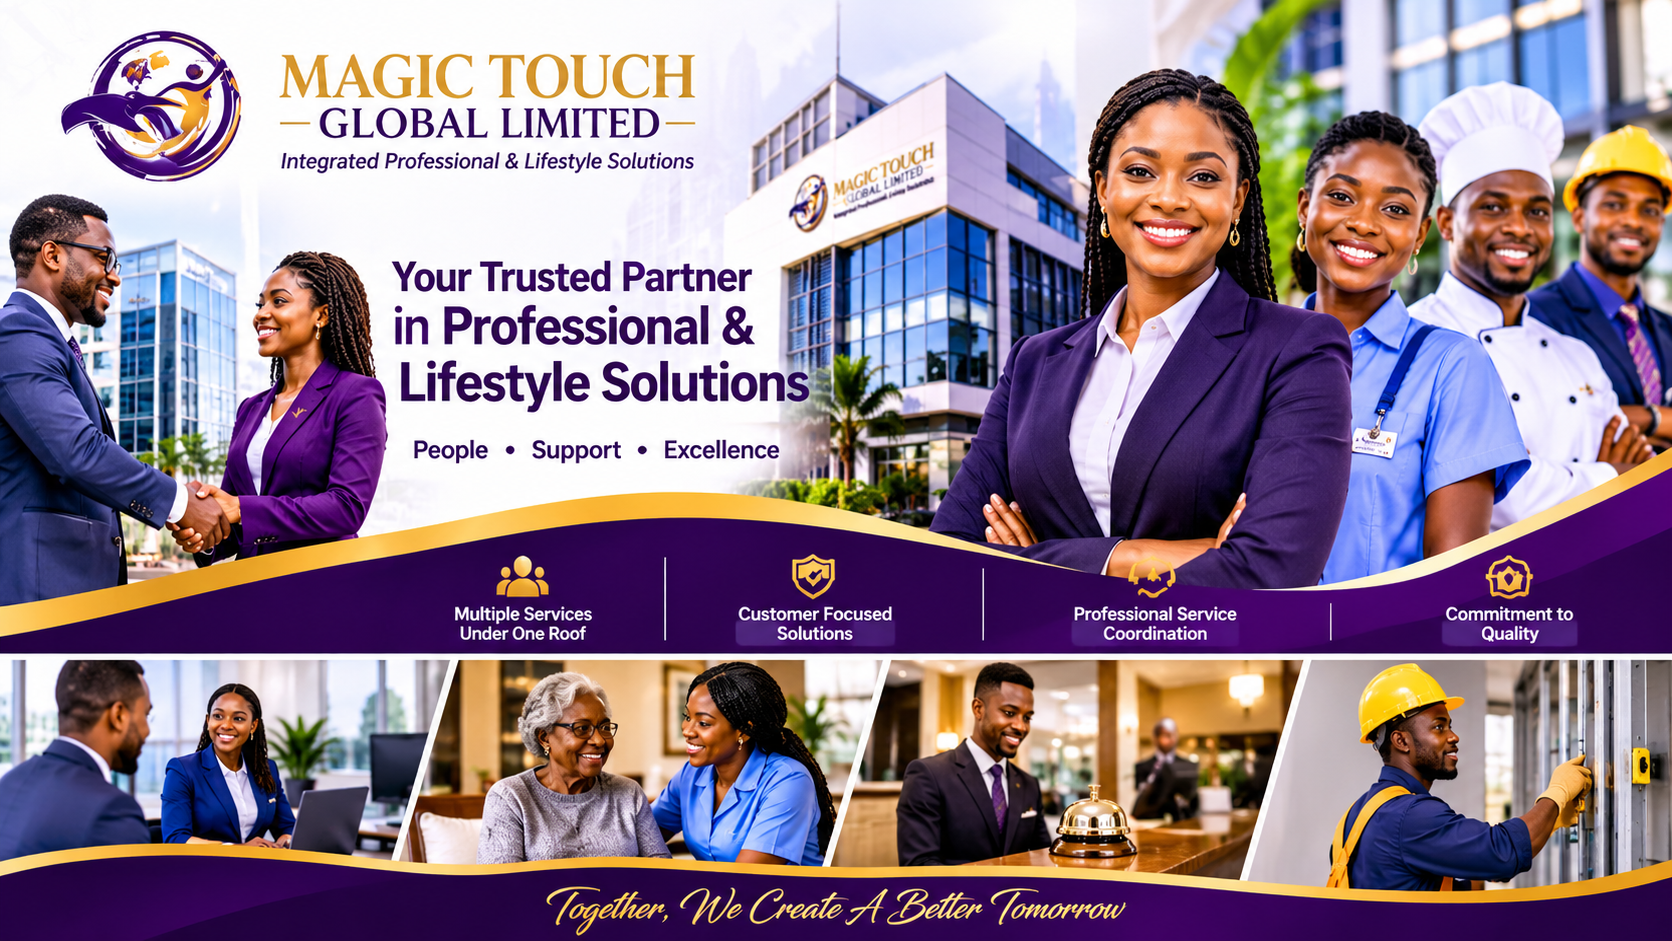 MAGIC TOUCH
GLOBAL LIMITED
Integrated Professional & Lifestyle Solutions
MAGIC TOUCH
GLOBAL LIMITED
Your Trusted Partner
in Professional &
Lifestyle Solutions
People • Support • Excellence
Multiple Services
Under One Roof
Customer Focused
Solutions
Professional Service
Coordination
Commitment to
Quality
Together, We Create A Better Tomorrow